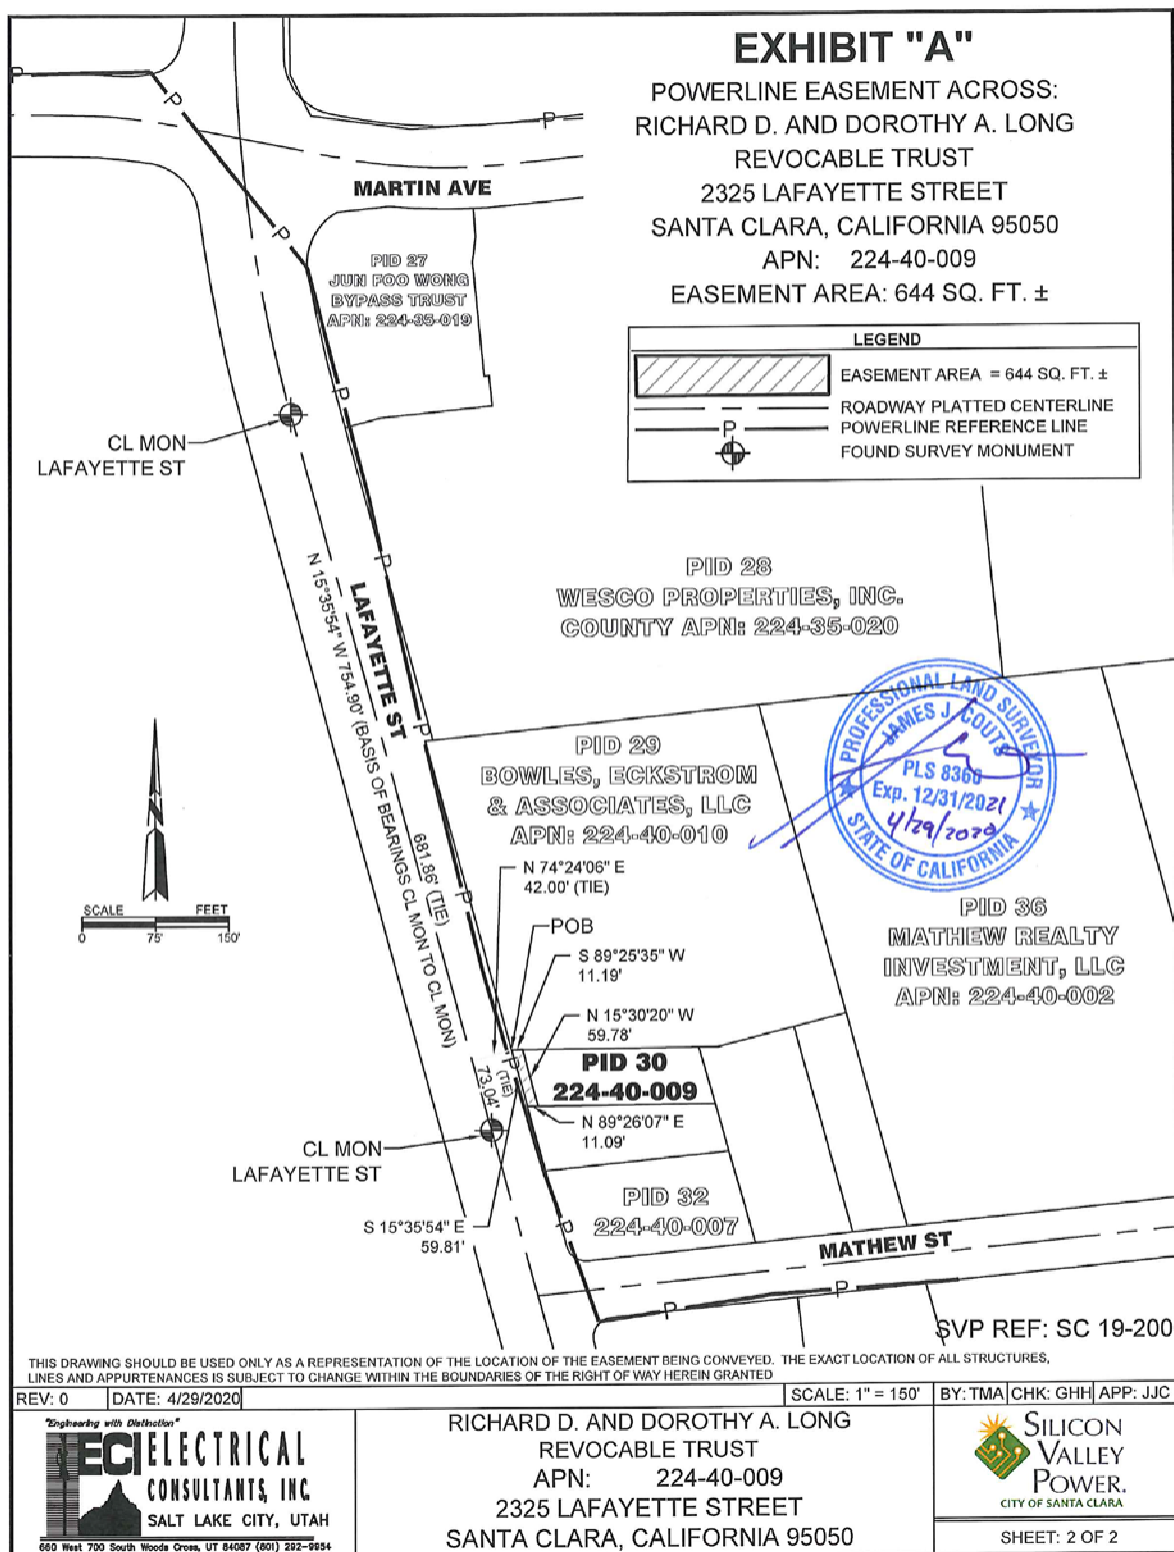 EXHIBIT "A"
POWERLINE EASEMENT ACROSS:
RICHARD D. AND DOROTHY A. LONG
REVOCABLE TRUST
2325 LAFAYETTE STREET
SANTA CLARA, CALIFORNIA 95050
APN: 224-40-009
EASEMENT AREA: 644 SQ. FT. ±
LEGEND
EASEMENT AREA = 644 SQ. FT. ±
ROADWAY PLATTED CENTERLINE
P
POWERLINE REFERENCE LINE
FOUND SURVEY MONUMENT
P
P
P
MARTIN AVE
P
PID 27
JUN FOO WONG
BYPASS TRUST
APN: 224-35-019
P
CL MON
LAFAYETTE ST
P
N 15°35'54" W 754.90' (BASIS OF BEARINGS CL MON TO CL MON)
LAFAYETTE ST
PID 28
WESCO PROPERTIES, INC.
COUNTY APN: 224-35-020
P
PID 29
BOWLES, ECKSTROM
& ASSOCIATES, LLC
APN: 224-40-010
PROFESSIONAL LAND SURVEYOR
JAMES J. COUTS
PLS 8366
Exp. 12/31/2021
4/29/2020
STATE OF CALIFORNIA
681.86' (TIE)
P
N 74°24'06" E
42.00' (TIE)
POB
S 89°25'35" W
11.19'
N 15°30'20" W
59.78'
SCALE FEET
0 75' 150'
PID 36
MATHEW REALTY
INVESTMENT, LLC
APN: 224-40-002
P
(TIE)
73.04'
PID 30
224-40-009
N 89°26'07" E
11.09'
CL MON
LAFAYETTE ST
S 15°35'54" E
59.81'
PID 32
224-40-007
P
MATHEW ST
P
P
SVP REF: SC 19-200
THIS DRAWING SHOULD BE USED ONLY AS A REPRESENTATION OF THE LOCATION OF THE EASEMENT BEING CONVEYED. THE EXACT LOCATION OF ALL STRUCTURES,
LINES AND APPURTENANCES IS SUBJECT TO CHANGE WITHIN THE BOUNDARIES OF THE RIGHT OF WAY HEREIN GRANTED
REV: 0 DATE: 4/29/2020 SCALE: 1" = 150' BY: TMA CHK: GHH APP: JJC
"Engineering with Distinction"
ECI ELECTRICAL
CONSULTANTS, INC.
SALT LAKE CITY, UTAH
660 West 700 South Woods Cross, UT 84087 (801) 292-9954
RICHARD D. AND DOROTHY A. LONG
REVOCABLE TRUST
APN: 224-40-009
2325 LAFAYETTE STREET
SANTA CLARA, CALIFORNIA 95050
SILICON
VALLEY
POWER.
CITY OF SANTA CLARA
SHEET: 2 OF 2